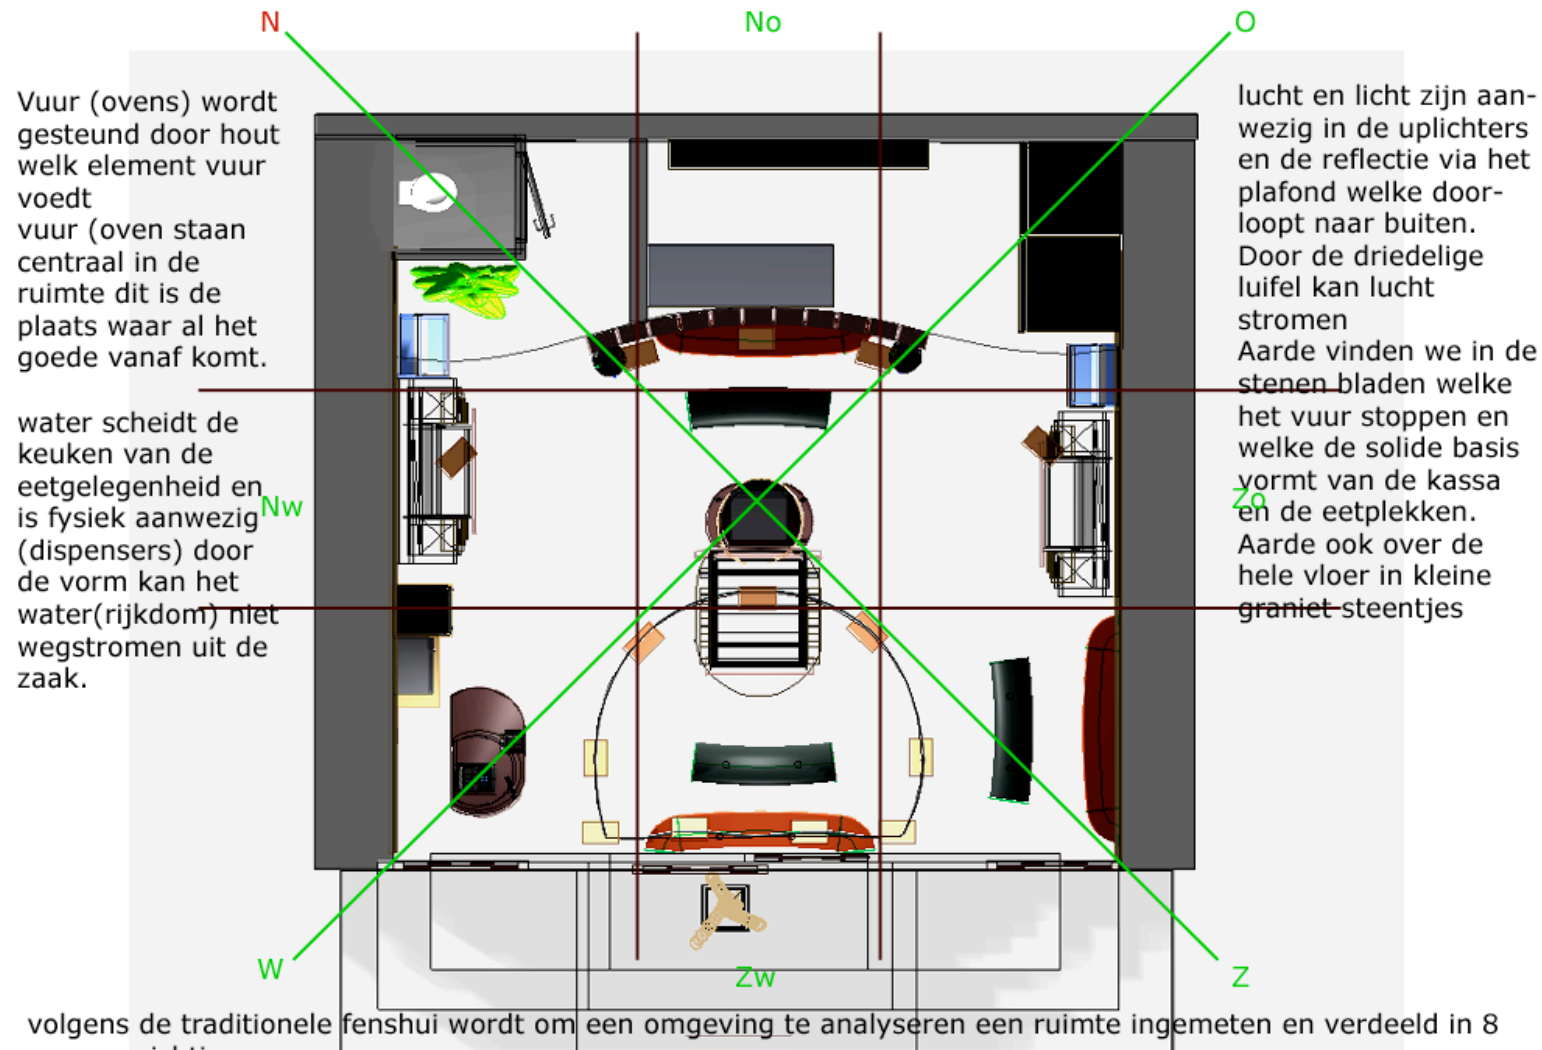 N
No
O
Vuur (ovens) wordt
gesteund door hout
welk element vuur
voedt
vuur (oven staan
centraal in de
ruimte dit is de
plaats waar al het
goede vanaf komt.
water scheidt de
keuken van de
eetgelegenheid en
is fysiek aanwezig
(dispensers) door
de vorm kan het
water(rijkdom) niet
wegstromen uit de
zaak.
Nw
lucht en licht zijn aan-
wezig in de uplichters
en de reflectie via het
plafond welke door-
loopt naar buiten.
Door de driedelige
luifel kan lucht
stromen
Aarde vinden we in de
stenen bladen welke
het vuur stoppen en
welke de solide basis
vormt van de kassa
en de eetplekken.
Aarde ook over de
hele vloer in kleine
graniet steentjes
Zo
W
Zw
Z
volgens de traditionele fenshui wordt om een omgeving te analyseren een ruimte ingemeten en verdeeld in 8